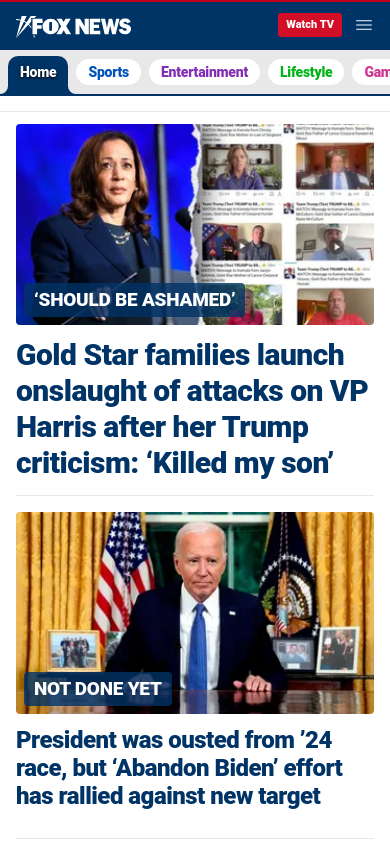 FOX NEWS
Watch TV
Home Sports Entertainment Lifestyle Gam
‘SHOULD BE ASHAMED’
Gold Star families launch
onslaught of attacks on VP
Harris after her Trump
criticism: ‘Killed my son’
NOT DONE YET
President was ousted from ’24
race, but ‘Abandon Biden’ effort
has rallied against new target